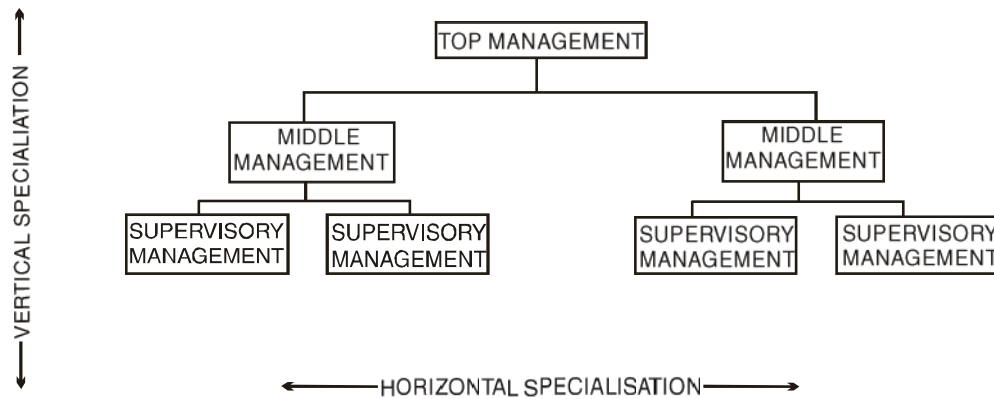 TOP MANAGEMENT
VERTICAL SPECIALIATION
MIDDLE
MANAGEMENT
MIDDLE
MANAGEMENT
SUPERVISORY
MANAGEMENT
SUPERVISORY
MANAGEMENT
SUPERVISORY
MANAGEMENT
SUPERVISORY
MANAGEMENT
HORIZONTAL SPECIALISATION